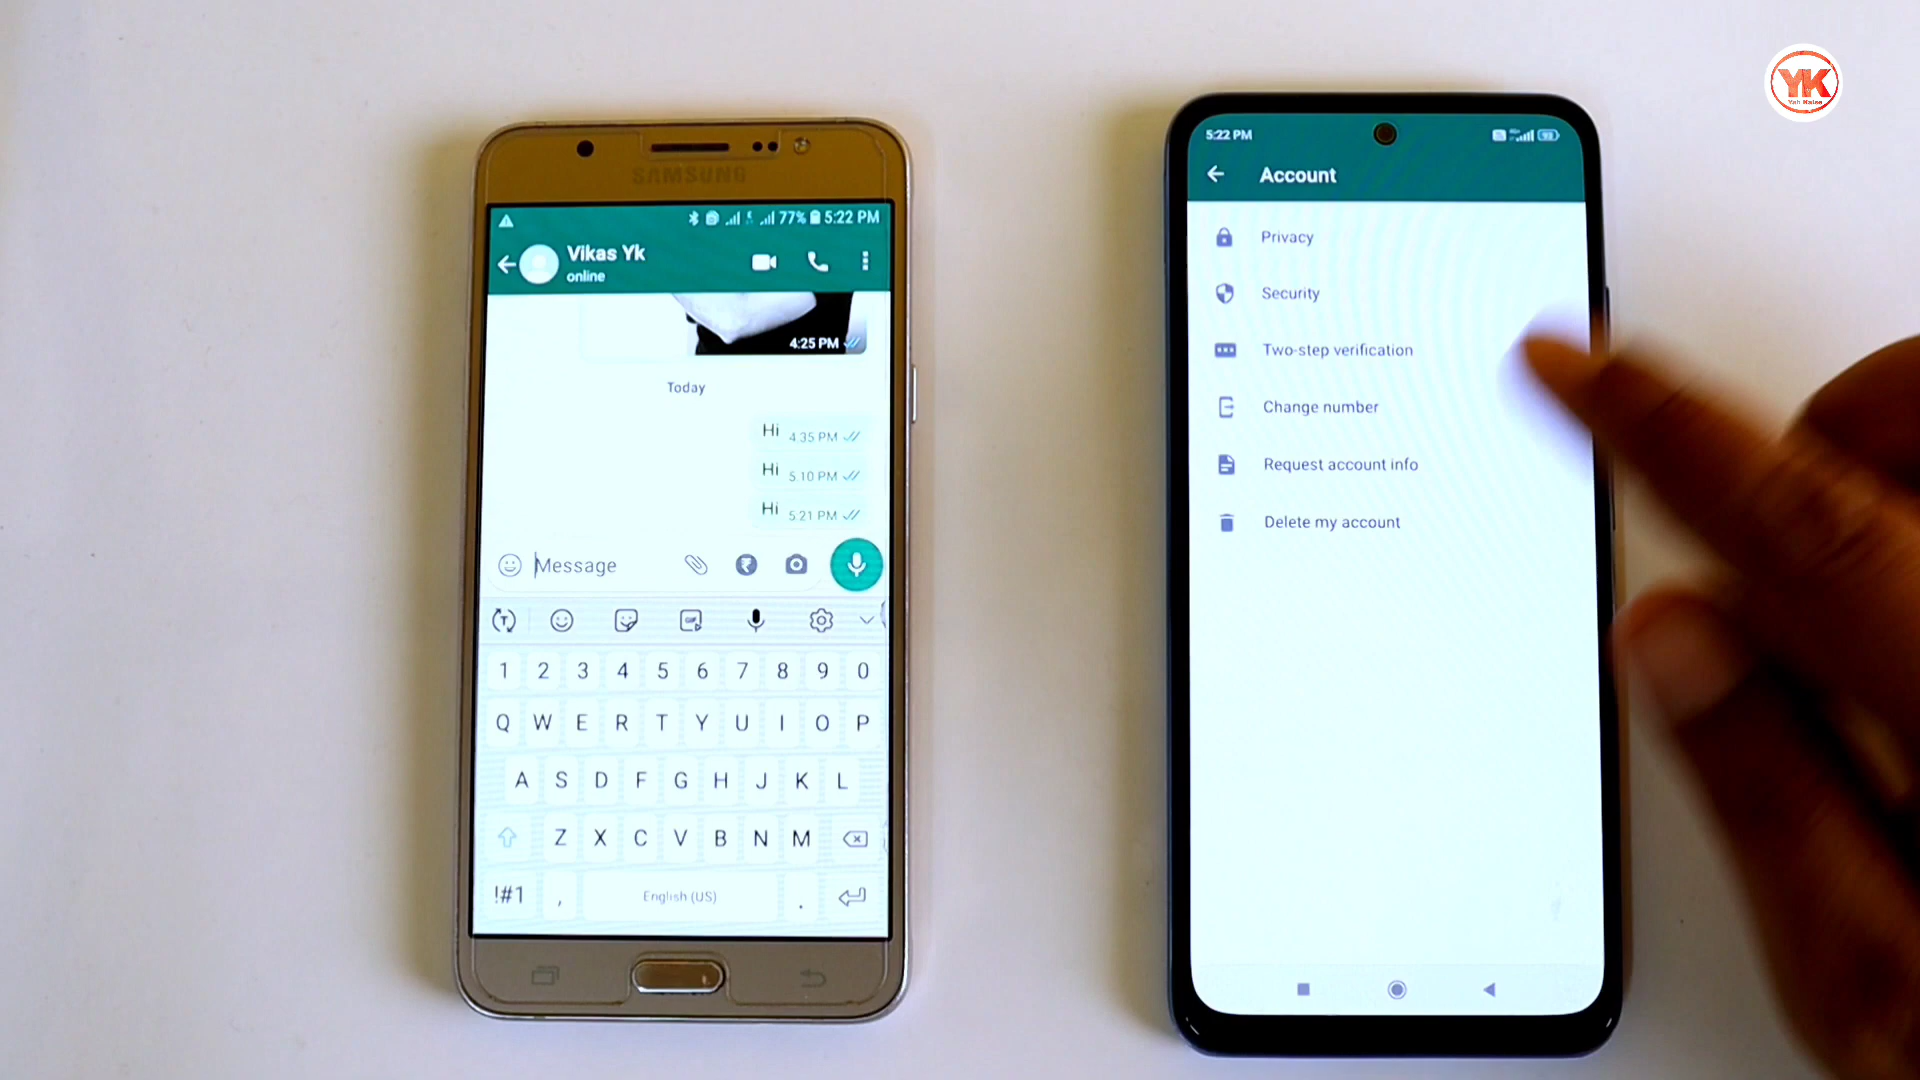 YK
SAMSUNG
77% 5:22 PM
Vikas Yk
online
4:25 PM
Today
Hi 4:35 PM
Hi 5:10 PM
Hi 5:21 PM
Message
1 2 3 4 5 6 7 8 9 0
Q W E R T Y U I O P
A S D F G H J K L
Z X C V B N M
!#1 , English (US) .
5:22 PM
Account
Privacy
Security
Two-step verification
Change number
Request account info
Delete my account